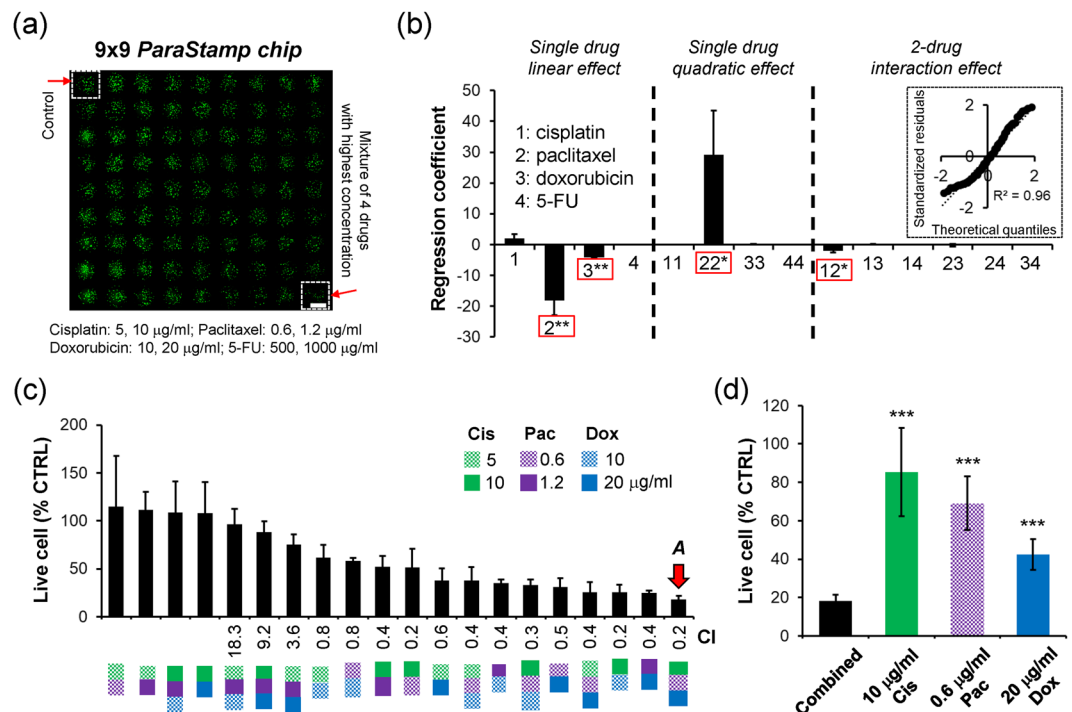 (a)
9x9 ParaStamp chip
Control
Mixture of 4 drugs
with highest concentration
Cisplatin: 5, 10 μg/ml; Paclitaxel: 0.6, 1.2 μg/ml
Doxorubicin: 10, 20 μg/ml; 5-FU: 500, 1000 μg/ml
(b)
Single drug
linear effect
Single drug
quadratic effect
2-drug
interaction effect
Regression coefficient
50
40
30
20
10
0
-10
-20
-30
1: cisplatin
2: paclitaxel
3: doxorubicin
4: 5-FU
1
2**
3**
4
11
22*
33
44
12*
13
14
23
24
34
Standardized residuals
2
0
-2
-2
0
2
R² = 0.96
Theoretical quantiles
(c)
Live cell (% CTRL)
200
150
100
50
0
Cis Pac Dox
5 0.6 10
10 1.2 20 μg/ml
A
18.3 9.2 3.6 0.8 0.8 0.4 0.2 0.6 0.4 0.4 0.3 0.5 0.4 0.2 0.4 0.2 CI
(d)
Live cell (% CTRL)
120
100
80
60
40
20
0
***
***
***
Combined
10 μg/ml
Cis
0.6 μg/ml
Pac
20 μg/ml
Dox